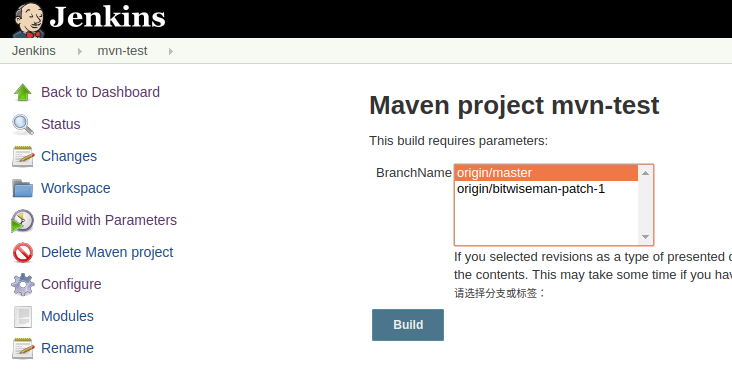 Jenkins
Jenkins
mvn-test
Back to Dashboard
Status
Changes
Workspace
Build with Parameters
Delete Maven project
Configure
Modules
Rename
Maven project mvn-test
This build requires parameters:
BranchName
origin/master
origin/bitwiseman-patch-1
If you selected revisions as a type of presented
the contents. This may take some time if you
请选择分支或标签：
Build